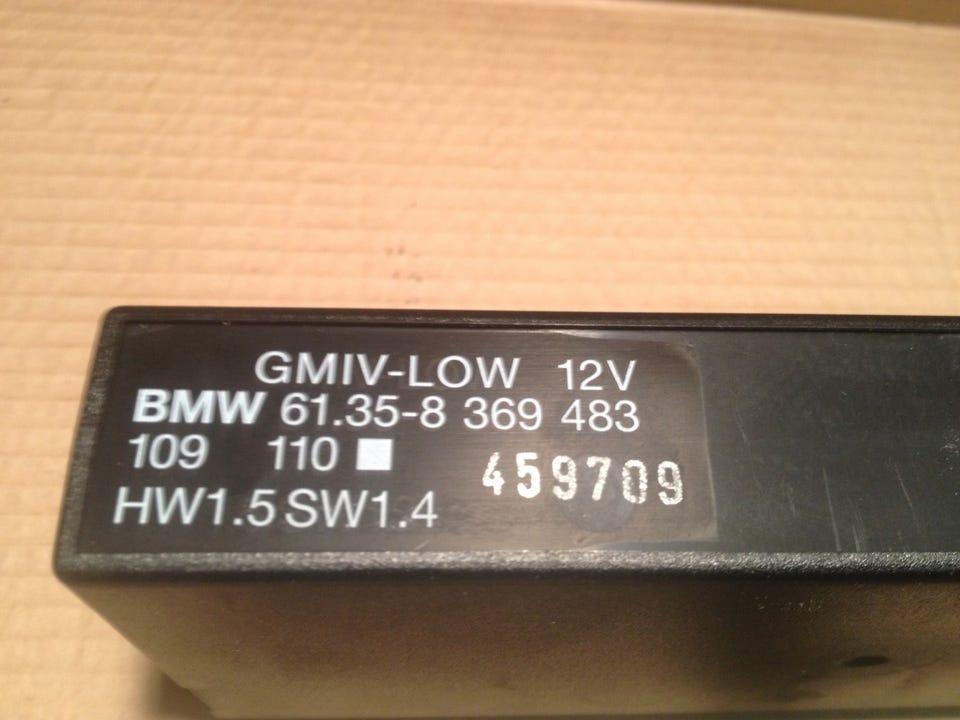 GMIV-LOW 12V
BMW 61.35-8 369 483
109 110
459709
HW1.5 SW1.4